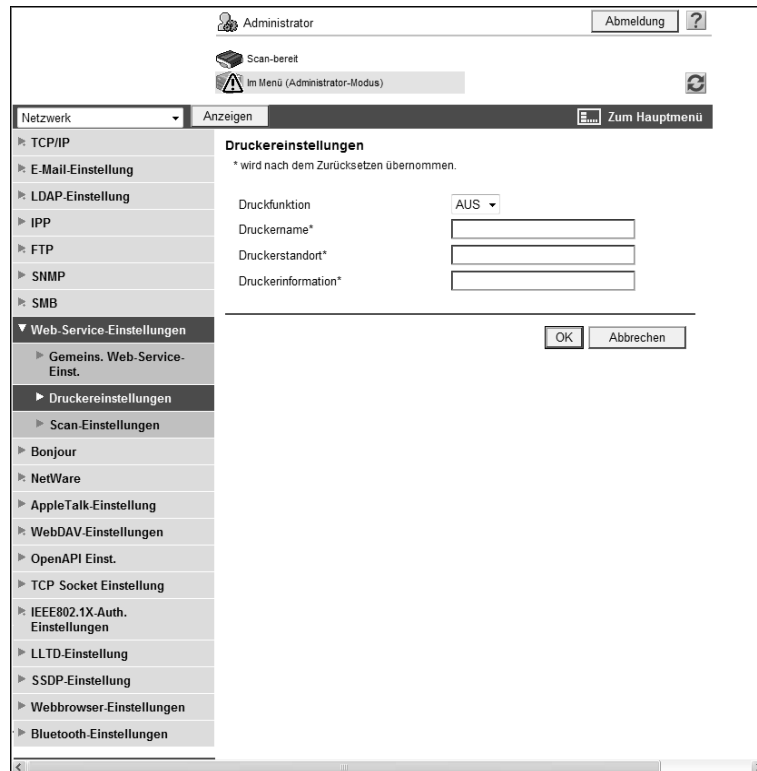 Administrator
Abmeldung
?
Scan-bereit
Im Menü (Administrator-Modus)
Netzwerk
Anzeigen
Zum Hauptmenü
TCP/IP
E-Mail-Einstellung
LDAP-Einstellung
IPP
FTP
SNMP
SMB
Web-Service-Einstellungen
Gemeins. Web-Service-
Einst.
Druckereinstellungen
Scan-Einstellungen
Bonjour
NetWare
AppleTalk-Einstellung
WebDAV-Einstellungen
OpenAPI Einst.
TCP Socket Einstellung
IEEE802.1X-Auth.
Einstellungen
LLTD-Einstellung
SSDP-Einstellung
Webbrowser-Einstellungen
Bluetooth-Einstellungen
Druckereinstellungen
* wird nach dem Zurücksetzen übernommen.
Druckfunktion AUS
Druckername*
Druckerstandort*
Druckerinformation*
OK Abbrechen